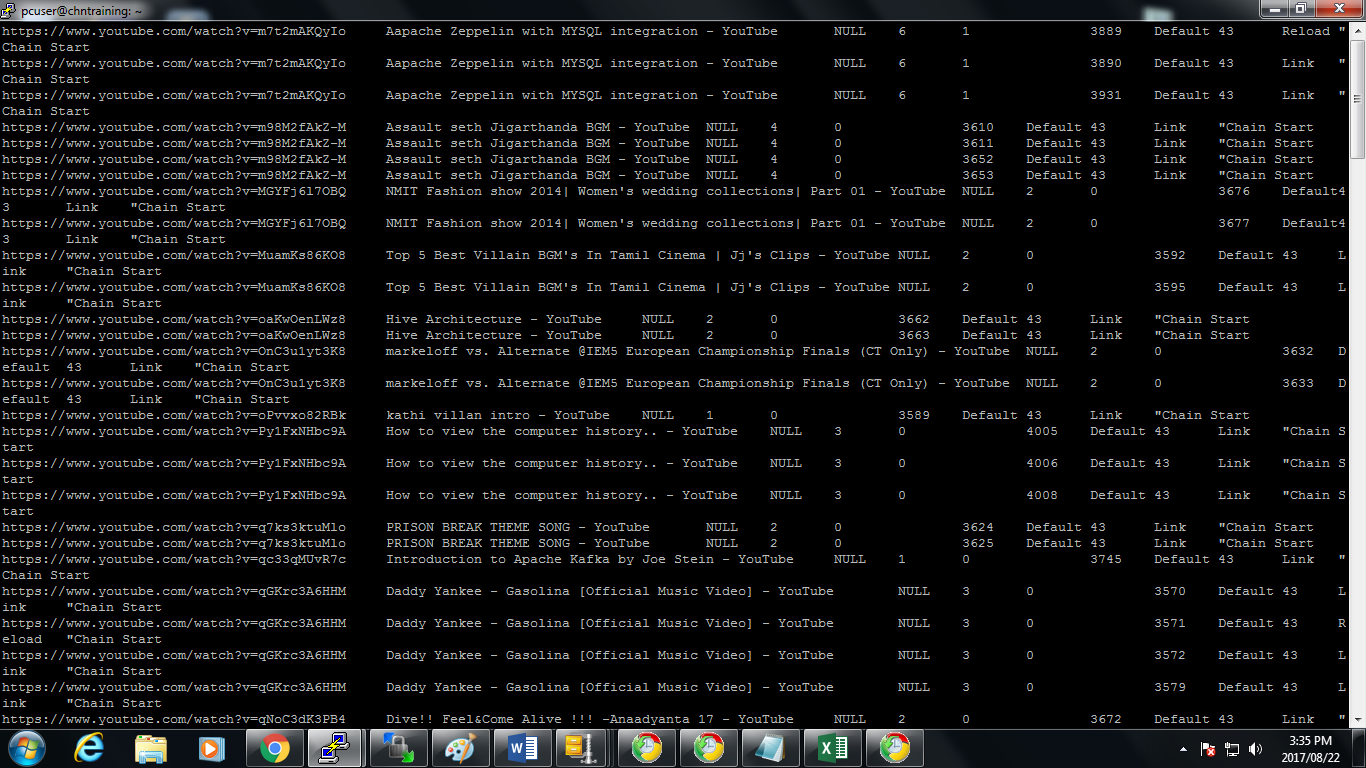 pcuser@chntraining: ~
https://www.youtube.com/watch?v=m7t2mAKQyIo Aapache Zeppelin with MYSQL integration - YouTube NULL 6 1 3889 Default 43 Reload "
Chain Start
https://www.youtube.com/watch?v=m7t2mAKQyIo Aapache Zeppelin with MYSQL integration - YouTube NULL 6 1 3890 Default 43 Link "
Chain Start
https://www.youtube.com/watch?v=m7t2mAKQyIo Aapache Zeppelin with MYSQL integration - YouTube NULL 6 1 3931 Default 43 Link "
Chain Start
https://www.youtube.com/watch?v=m98M2fAkZ-M Assault seth Jigarthanda BGM - YouTube NULL 4 0 3610 Default 43 Link "Chain Start
https://www.youtube.com/watch?v=m98M2fAkZ-M Assault seth Jigarthanda BGM - YouTube NULL 4 0 3611 Default 43 Link "Chain Start
https://www.youtube.com/watch?v=m98M2fAkZ-M Assault seth Jigarthanda BGM - YouTube NULL 4 0 3652 Default 43 Link "Chain Start
https://www.youtube.com/watch?v=m98M2fAkZ-M Assault seth Jigarthanda BGM - YouTube NULL 4 0 3653 Default 43 Link "Chain Start
https://www.youtube.com/watch?v=MGYFj6l7OBQ NMIT Fashion show 2014| Women's wedding collections| Part 01 - YouTube NULL 2 0 3676 Default4
3 Link "Chain Start
https://www.youtube.com/watch?v=MGYFj6l7OBQ NMIT Fashion show 2014| Women's wedding collections| Part 01 - YouTube NULL 2 0 3677 Default4
3 Link "Chain Start
https://www.youtube.com/watch?v=MuamKs86KO8 Top 5 Best Villain BGM's In Tamil Cinema | Jj's Clips - YouTube NULL 2 0 3592 Default 43 L
ink "Chain Start
https://www.youtube.com/watch?v=MuamKs86KO8 Top 5 Best Villain BGM's In Tamil Cinema | Jj's Clips - YouTube NULL 2 0 3595 Default 43 L
ink "Chain Start
https://www.youtube.com/watch?v=oaKwOenLWz8 Hive Architecture - YouTube NULL 2 0 3662 Default 43 Link "Chain Start
https://www.youtube.com/watch?v=oaKwOenLWz8 Hive Architecture - YouTube NULL 2 0 3663 Default 43 Link "Chain Start
https://www.youtube.com/watch?v=OnC3u1yt3K8 markeloff vs. Alternate @IEM5 European Championship Finals (CT Only) - YouTube NULL 2 0 3632 D
efault 43 Link "Chain Start
https://www.youtube.com/watch?v=OnC3u1yt3K8 markeloff vs. Alternate @IEM5 European Championship Finals (CT Only) - YouTube NULL 2 0 3633 D
efault 43 Link "Chain Start
https://www.youtube.com/watch?v=oPvvxo82RBk kathi villan intro - YouTube NULL 1 0 3589 Default 43 Link "Chain Start
https://www.youtube.com/watch?v=Py1FxNHbc9A How to view the computer history.. - YouTube NULL 3 0 4005 Default 43 Link "Chain S
tart
https://www.youtube.com/watch?v=Py1FxNHbc9A How to view the computer history.. - YouTube NULL 3 0 4006 Default 43 Link "Chain S
tart
https://www.youtube.com/watch?v=Py1FxNHbc9A How to view the computer history.. - YouTube NULL 3 0 4008 Default 43 Link "Chain S
tart
https://www.youtube.com/watch?v=q7ks3ktuMlo PRISON BREAK THEME SONG - YouTube NULL 2 0 3624 Default 43 Link "Chain Start
https://www.youtube.com/watch?v=q7ks3ktuMlo PRISON BREAK THEME SONG - YouTube NULL 2 0 3625 Default 43 Link "Chain Start
https://www.youtube.com/watch?v=qc33qMUvR7c Introduction to Apache Kafka by Joe Stein - YouTube NULL 1 0 3745 Default 43 Link "
Chain Start
https://www.youtube.com/watch?v=qGKrc3A6HHM Daddy Yankee - Gasolina [Official Music Video] - YouTube NULL 3 0 3570 Default 43 L
ink "Chain Start
https://www.youtube.com/watch?v=qGKrc3A6HHM Daddy Yankee - Gasolina [Official Music Video] - YouTube NULL 3 0 3571 Default 43 R
eload "Chain Start
https://www.youtube.com/watch?v=qGKrc3A6HHM Daddy Yankee - Gasolina [Official Music Video] - YouTube NULL 3 0 3572 Default 43 L
ink "Chain Start
https://www.youtube.com/watch?v=qGKrc3A6HHM Daddy Yankee - Gasolina [Official Music Video] - YouTube NULL 3 0 3579 Default 43 L
ink "Chain Start
https://www.youtube.com/watch?v=qNoC3dK3PB4 Dive!! Feel&Come Alive !!! -Anaadyanta 17 - YouTube NULL 2 0 3672 Default 43 Link "
3:35 PM
2017/08/22